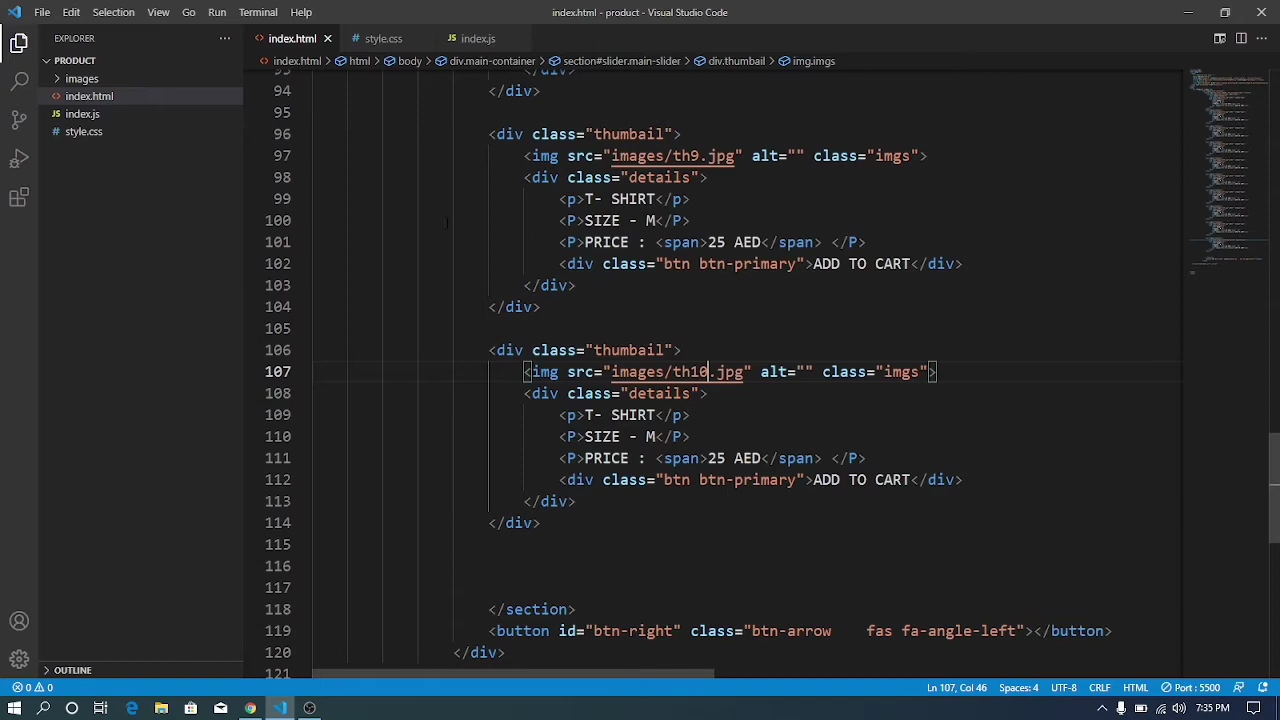 File Edit Selection View Go Run Terminal Help
index.html - product - Visual Studio Code
EXPLORER
index.html
style.css
index.js
PRODUCT
images
index.html
JS index.js
style.css
index.html > html > body > div.main-section#slider.main-slider > div.thumbail > img.imgs
94 </div>
95
96 <div class="thumbail">
97 <img src="images/th9.jpg" alt="" class="imgs">
98 <div class="details">
99 <p>T- SHIRT</p>
100 <P>SIZE - M</P>
101 <P>PRICE : <span>25 AED</span> </P>
102 <div class="btn btn-primary">ADD TO CART</div>
103 </div>
104 </div>
105
106 <div class="thumbail">
107 <img src="images/th10.jpg" alt="" class="imgs">
108 <div class="details">
109 <p>T- SHIRT</p>
110 <P>SIZE - M</P>
111 <P>PRICE : <span>25 AED</span> </P>
112 <div class="btn btn-primary">ADD TO CART</div>
113 </div>
114 </div>
115
116
117
118 </section>
119 <button id="btn-right" class="btn-arrow    fas fa-angle-left"></button>
120 </div>
121
OUTLINE
0 0
Ln 107, Col 46 Spaces: 4 UTF-8 CRLF HTML Port : 5500
7:35 PM